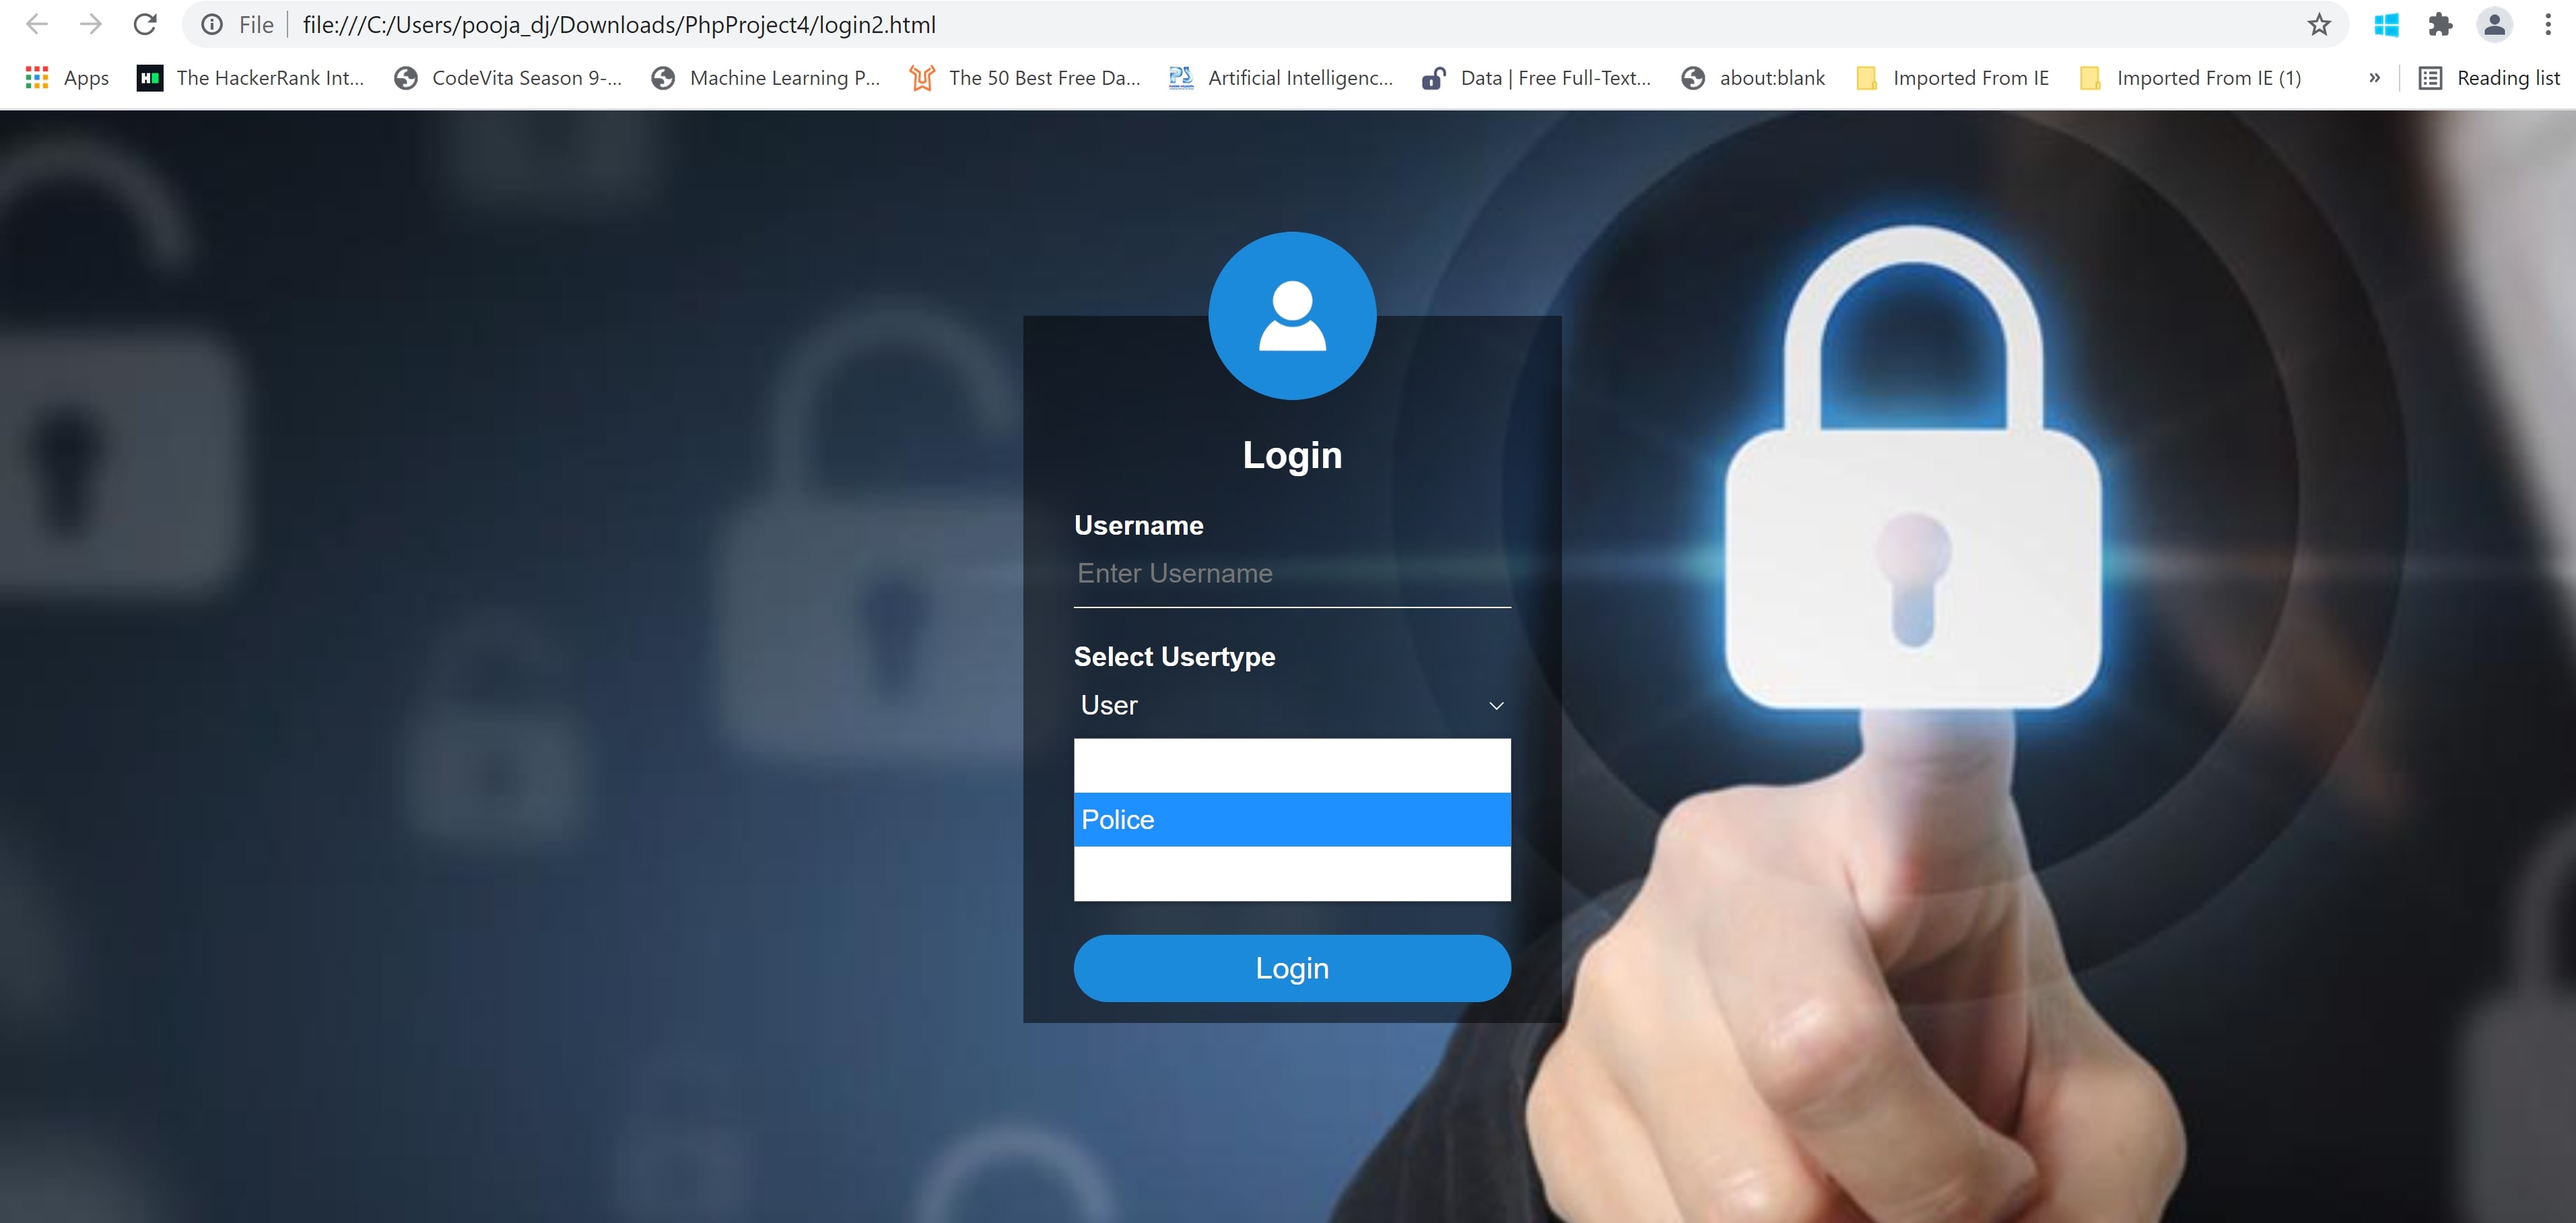 File file:///C:/Users/pooja_dj/Downloads/PhpProject4/login2.html
Apps The HackerRank Int... CodeVita Season 9-... Machine Learning P... The 50 Best Free Da... Artificial Intelligenc... Data | Free Full-Text... about:blank Imported From IE Imported From IE (1) » Reading list
Login
Username
Enter Username
Select Usertype
User
Police
Login